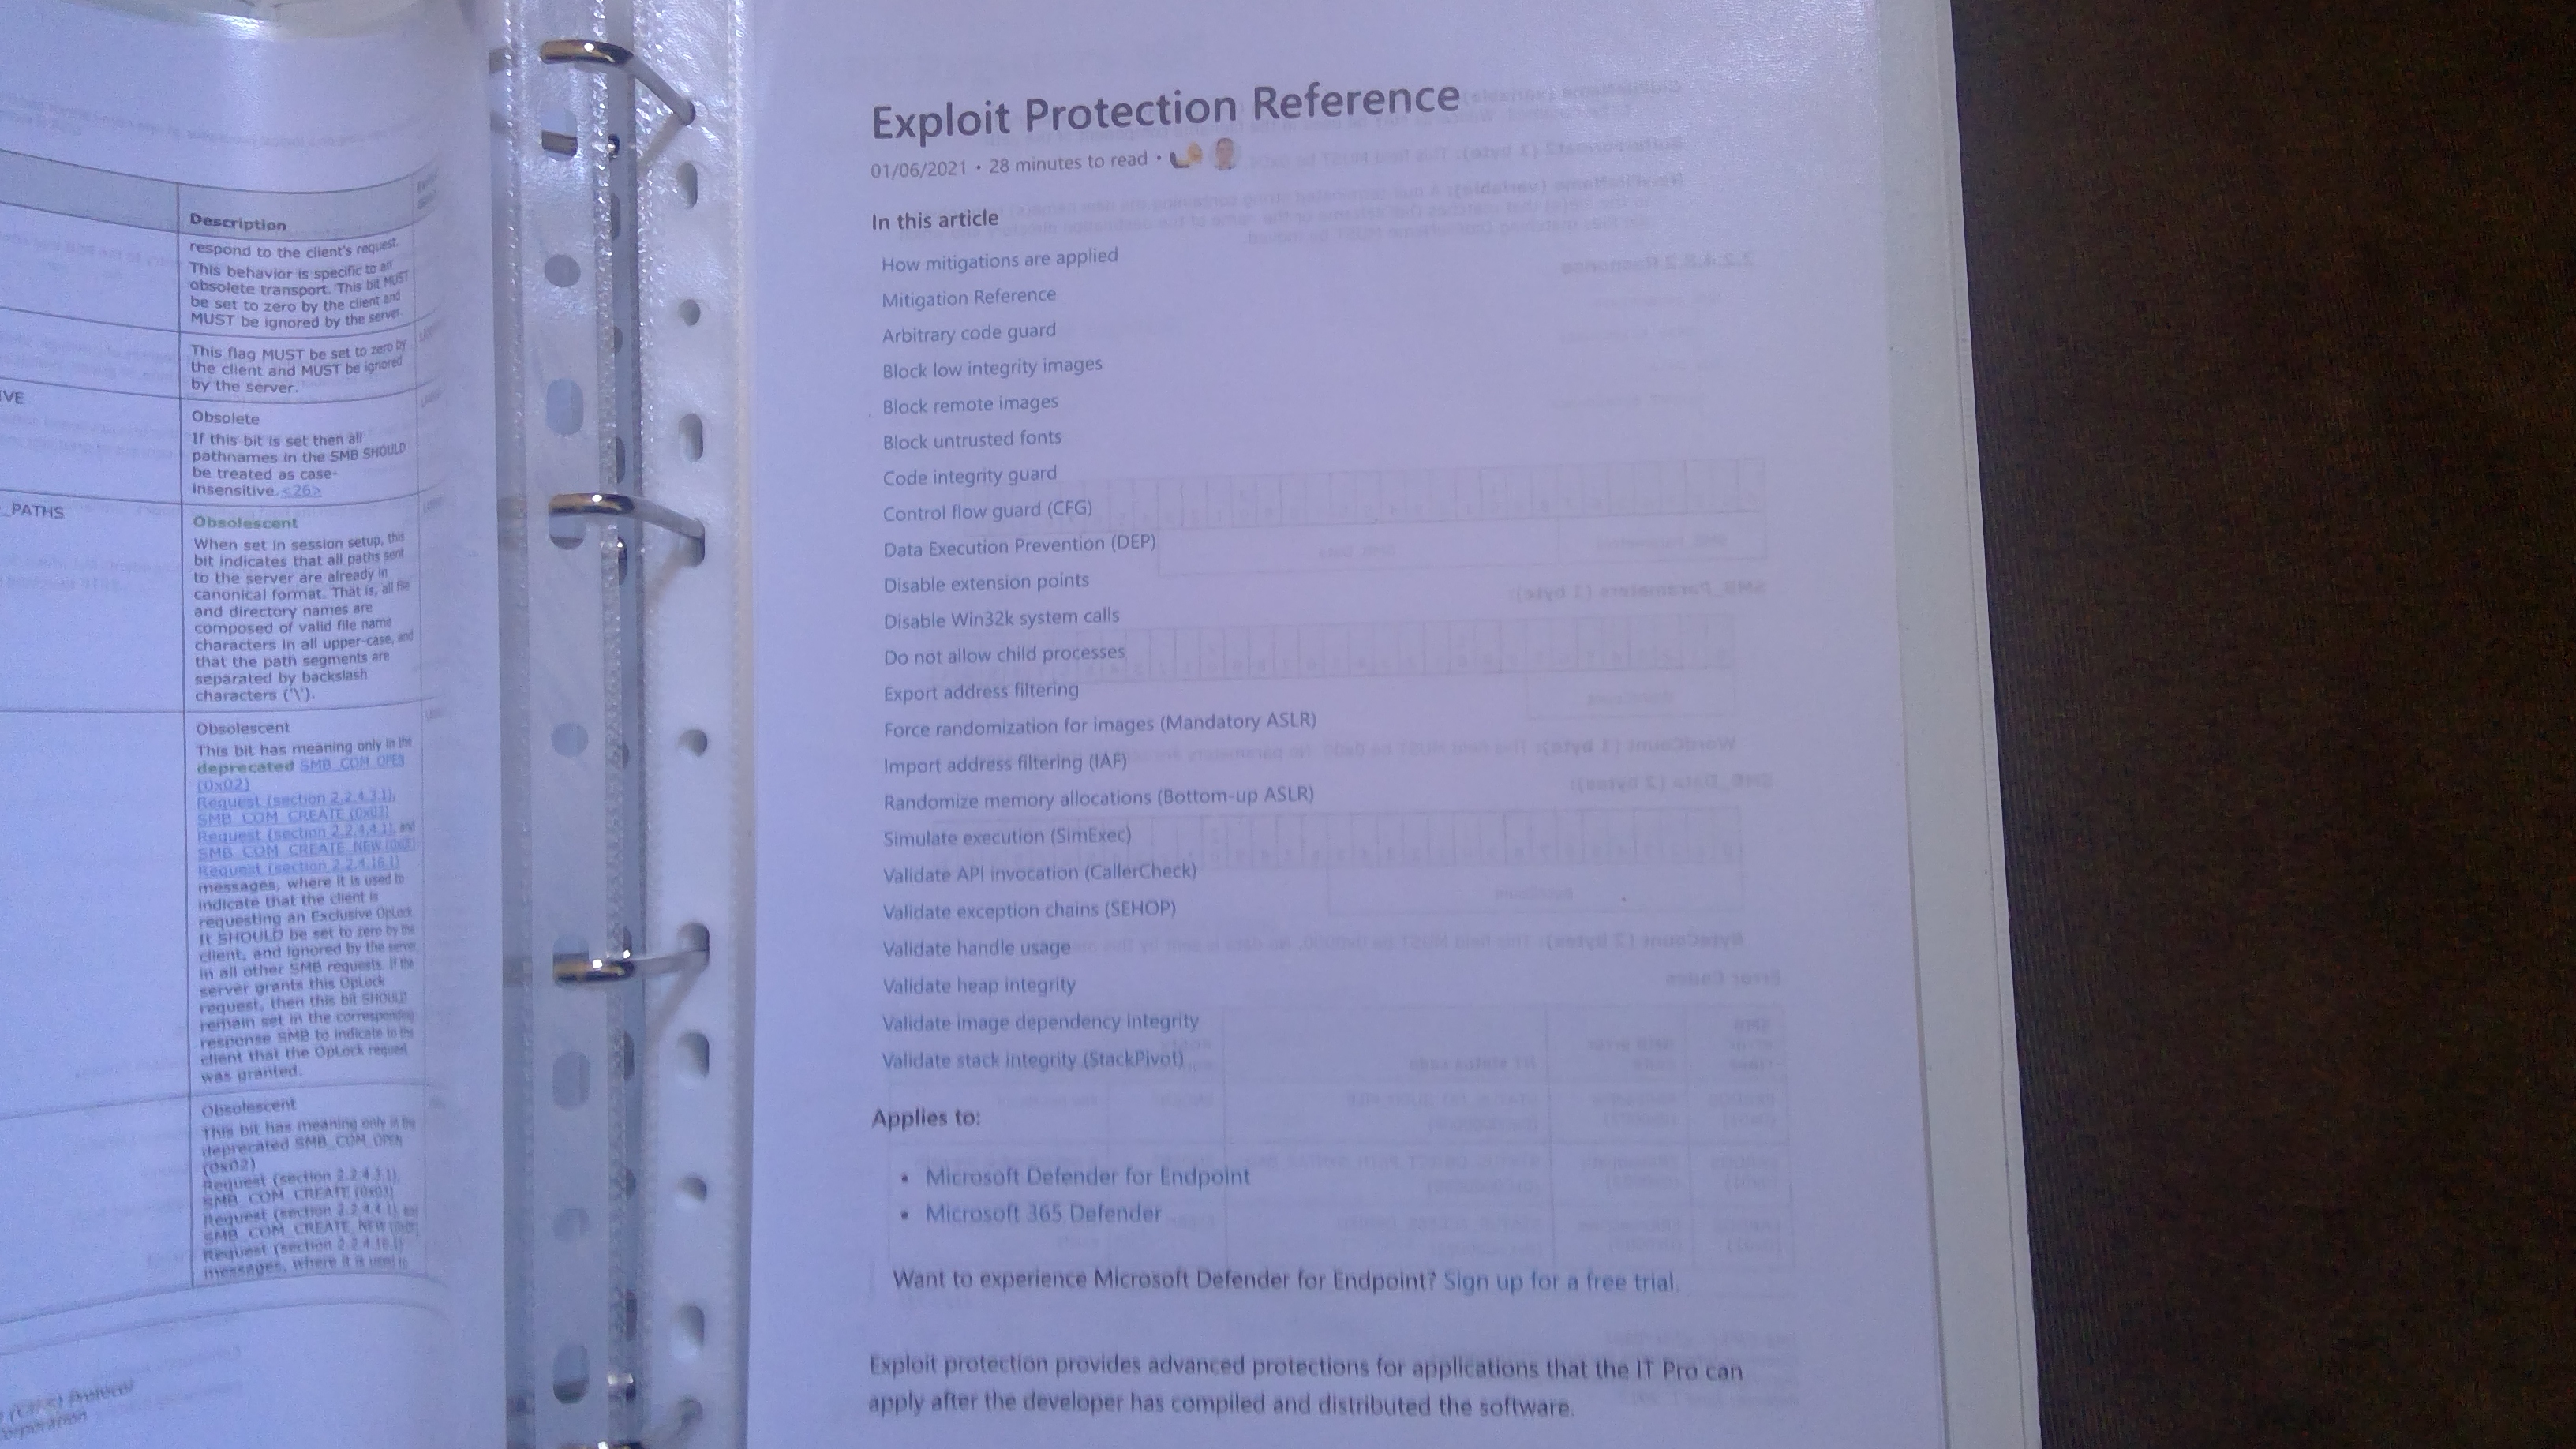 Description
respond to the client's request.
This behavior is specific to an
obsolete transport. This bit MUST
be set to zero by the client and
MUST be ignored by the server.
This flag MUST be set to zero by
the client and MUST be ignored
by the server.
IVE
Obsolete
If this bit is set then all
pathnames in the SMB SHOULD
be treated as case-
insensitive.<26>
_PATHS
Obsolescent
When set in session setup, this
bit indicates that all paths sent
to the server are already in
canonical format. That is, all file
and directory names are
composed of valid file name
characters in all upper-case, and
that the path segments are
separated by backslash
characters ('\').
Obsolescent
This bit has meaning only in the
deprecated SMB_COM_OPEN
(0x02)
Request (section 2.2.4.3.1),
SMB_COM_CREATE (0x03)
Request (section 2.2.4.4.1), and
SMB_COM_CREATE_NEW
Request (section 2.2.4.16.1)
messages, where it is used to
indicate that the client is
requesting an Exclusive OpLock.
It SHOULD be set to zero by the
client, and ignored by the server
in all other SMB requests. If the
server grants this OpLock
request, then this bit SHOULD
remain set in the corresponding
response SMB to indicate to the
client that the OpLock request
was granted.
Obsolescent
This bit has meaning only in the
deprecated SMB_COM_OPEN
(0x02)
Request (section 2.2.4.3.1),
SMB_COM_CREATE (0x03)
Request (section 2.2.4.4.1), and
SMB_COM_CREATE_NEW
Request (section 2.2.4.16.1)
messages, where it is used to
Protocol
Exploit Protection Reference
01/06/2021 • 28 minutes to read •
In this article
How mitigations are applied
Mitigation Reference
Arbitrary code guard
Block low integrity images
Block remote images
Block untrusted fonts
Code integrity guard
Control flow guard (CFG)
Data Execution Prevention (DEP)
Disable extension points
Disable Win32k system calls
Do not allow child processes
Export address filtering
Force randomization for images (Mandatory ASLR)
Import address filtering (IAF)
Randomize memory allocations (Bottom-up ASLR)
Simulate execution (SimExec)
Validate API invocation (CallerCheck)
Validate exception chains (SEHOP)
Validate handle usage
Validate heap integrity
Validate image dependency integrity
Validate stack integrity (StackPivot)
Applies to:
• Microsoft Defender for Endpoint
• Microsoft 365 Defender
Want to experience Microsoft Defender for Endpoint? Sign up for a free trial.
Exploit protection provides advanced protections for applications that the IT Pro can
apply after the developer has compiled and distributed the software.